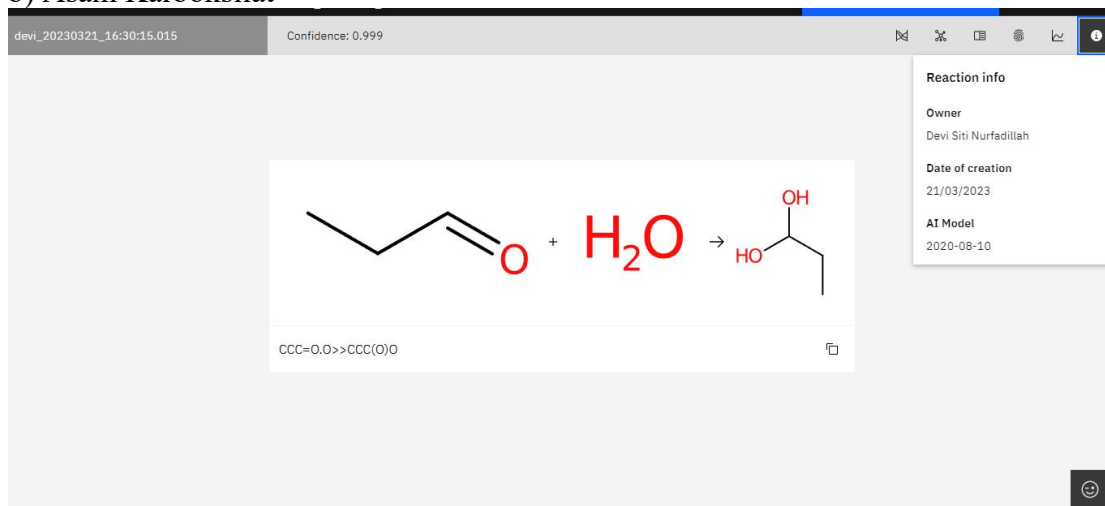 devi_20230321_16:30:15.015
Confidence: 0.999
Reaction info
Owner
Devi Siti Nurfadillah
Date of creation
21/03/2023
AI Model
2020-08-10
O + H₂O → HO OH
CCC=O.O>>CCC(O)O